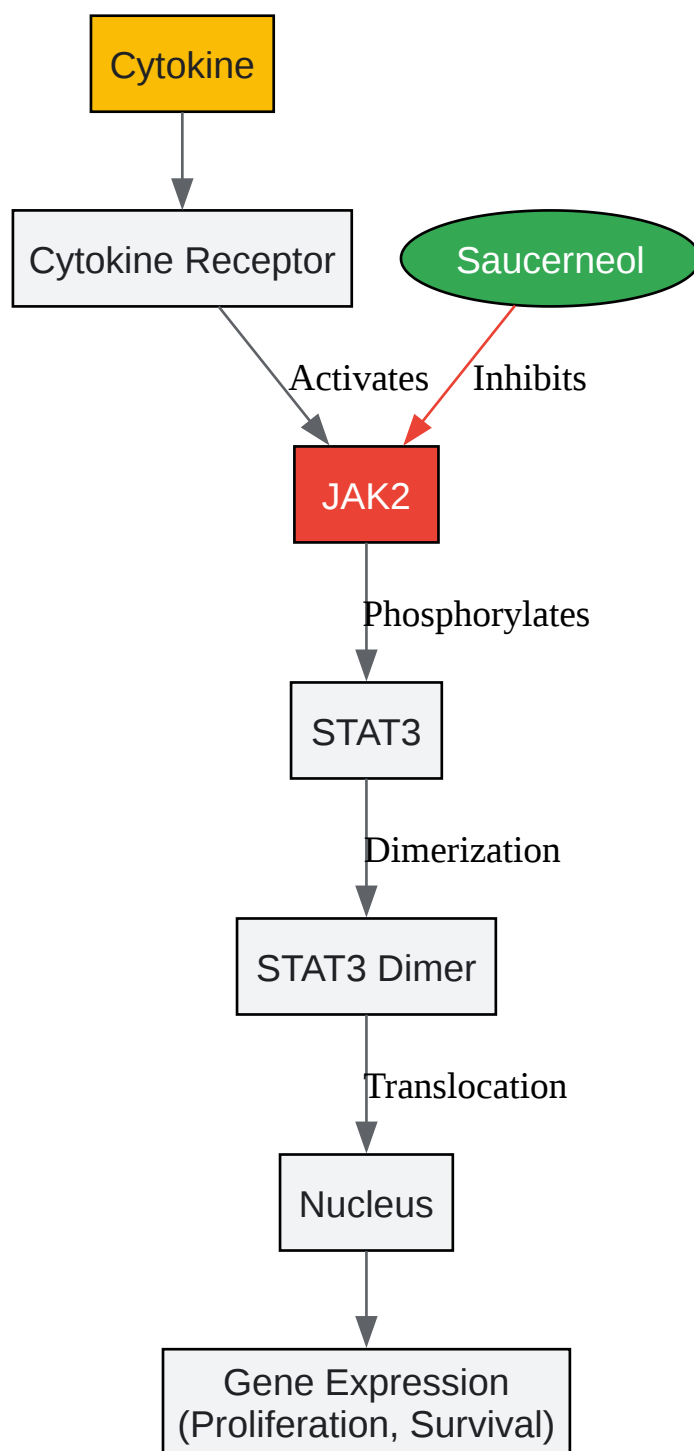 Cytokine
Cytokine Receptor
Saucerneol
Activates
Inhibits
JAK2
Phosphorylates
STAT3
Dimerization
STAT3 Dimer
Translocation
Nucleus
Gene Expression
(Proliferation, Survival)